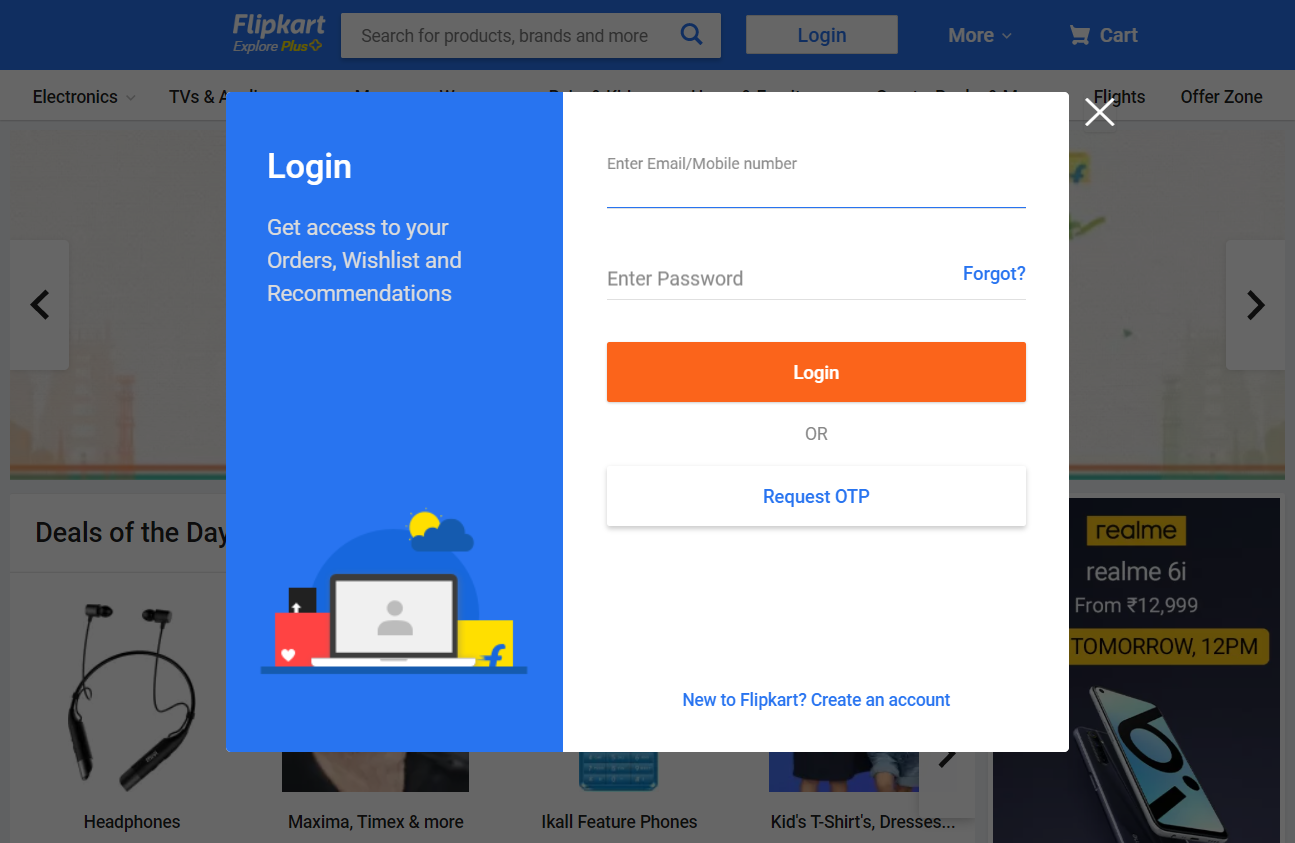 Flipkart
Explore Plus
Search for products, brands and more
Login
More
Cart
Electronics
TVs &
Flights
Offer Zone
Login
Get access to your
Orders, Wishlist and
Recommendations
Enter Email/Mobile number
Enter Password
Forgot?
Login
OR
Request OTP
New to Flipkart? Create an account
Deals of the Day
realme
realme 6i
From ₹12,999
TOMORROW, 12PM
6i
Headphones
Maxima, Timex & more
Ikall Feature Phones
Kid's T-Shirt's, Dresses...